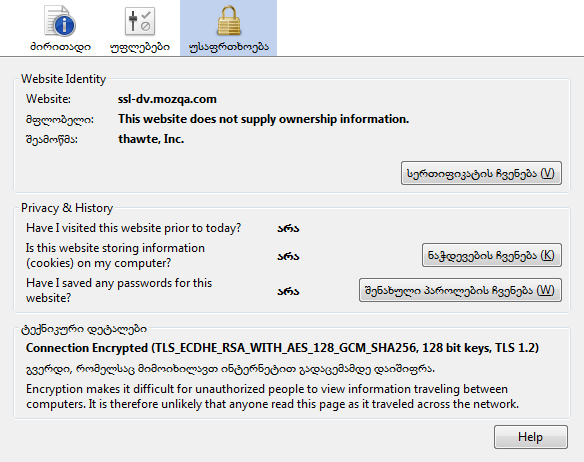 ძირითადი
უფლებები
უსაფრთხოება
Website Identity
Website: ssl-dv.mozqa.com
მფლობელი: This website does not supply ownership information.
შეამოწმა: thawte, Inc.
სერთიფიკატის ჩვენება (V)
Privacy & History
Have I visited this website prior to today? არა
Is this website storing information
(cookies) on my computer? არა
ნაჭდევების ჩვენება (K)
Have I saved any passwords for this
website? არა
შენახული პაროლების ჩვენება (W)
ტექნიკური დეტალები
Connection Encrypted (TLS_ECDHE_RSA_WITH_AES_128_GCM_SHA256, 128 bit keys, TLS 1.2)
გვერდი, რომელსაც მიმოიხილავთ ინტერნეტით გადაცემამდე დაიშიფრა.
Encryption makes it difficult for unauthorized people to view information traveling between
computers. It is therefore unlikely that anyone read this page as it traveled across the network.
Help